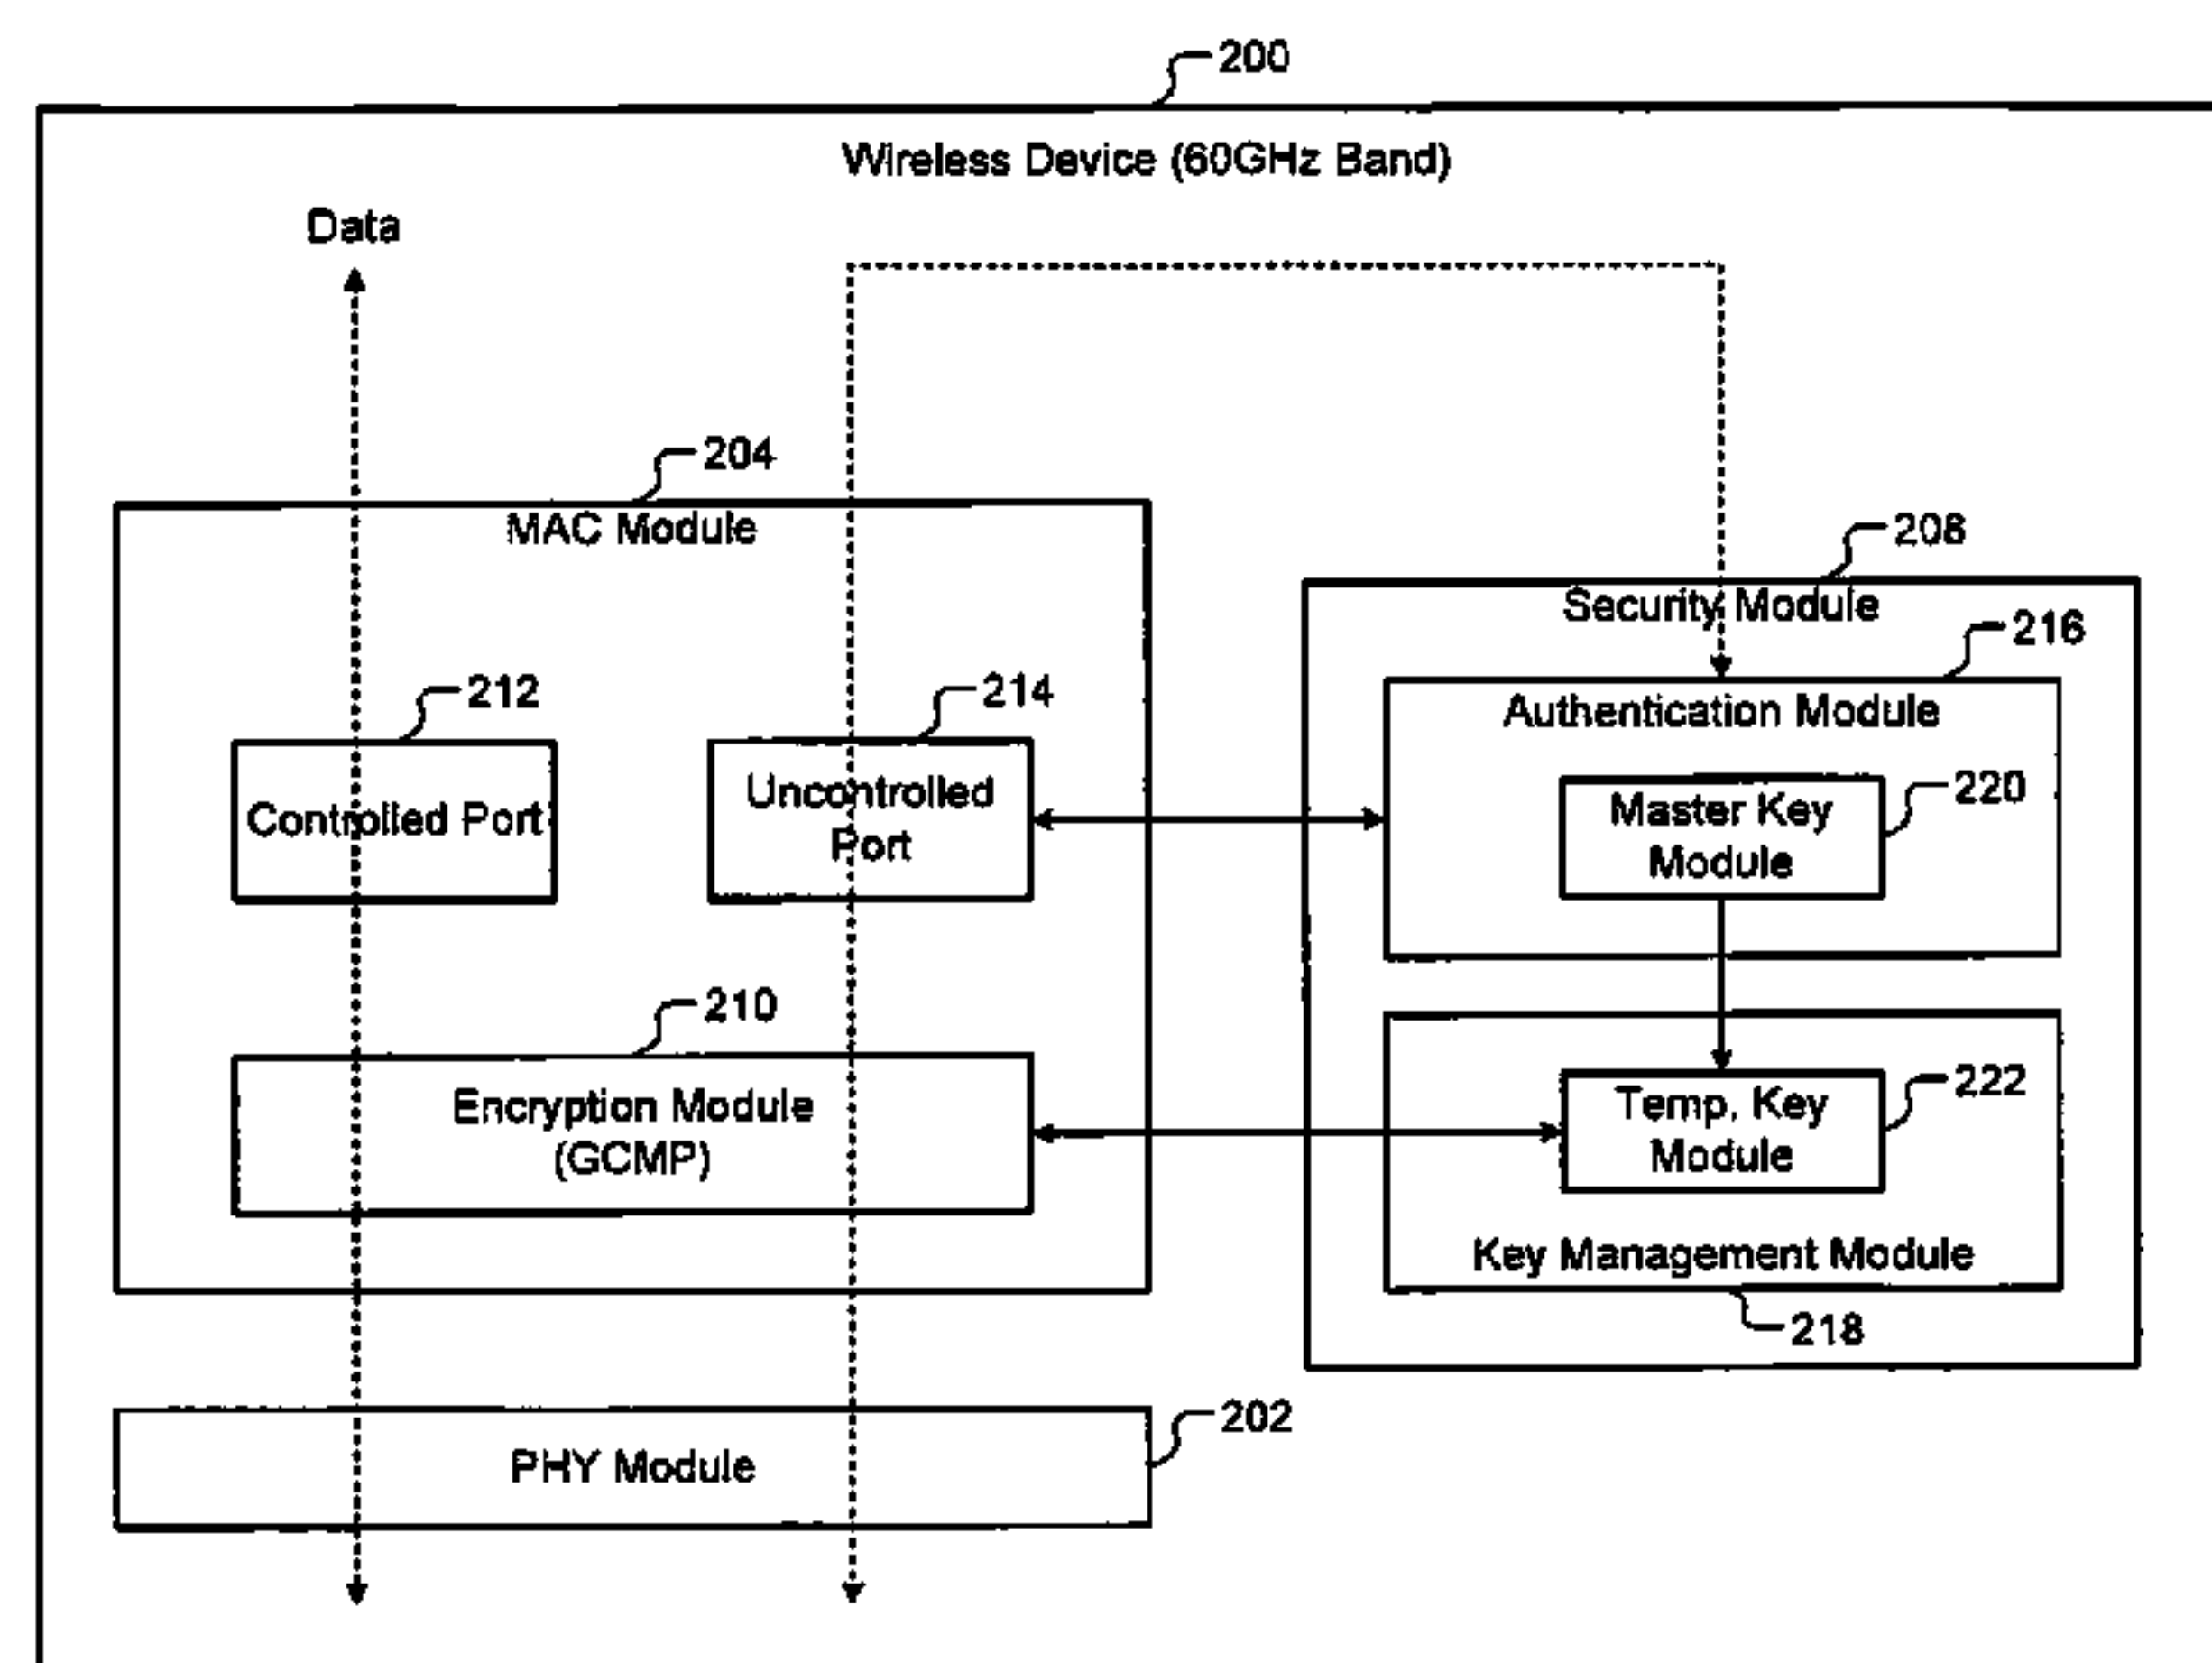 200
Wireless Device (60GHz Band)
Data
204
MAC Module
208
Security Module
216
212
214
Authentication Module
Controlled Port
Uncontrolled
Port
220
Master Key
Module
210
Encryption Module
(GCMP)
222
Temp. Key
Module
Key Management Module
218
202
PHY Module